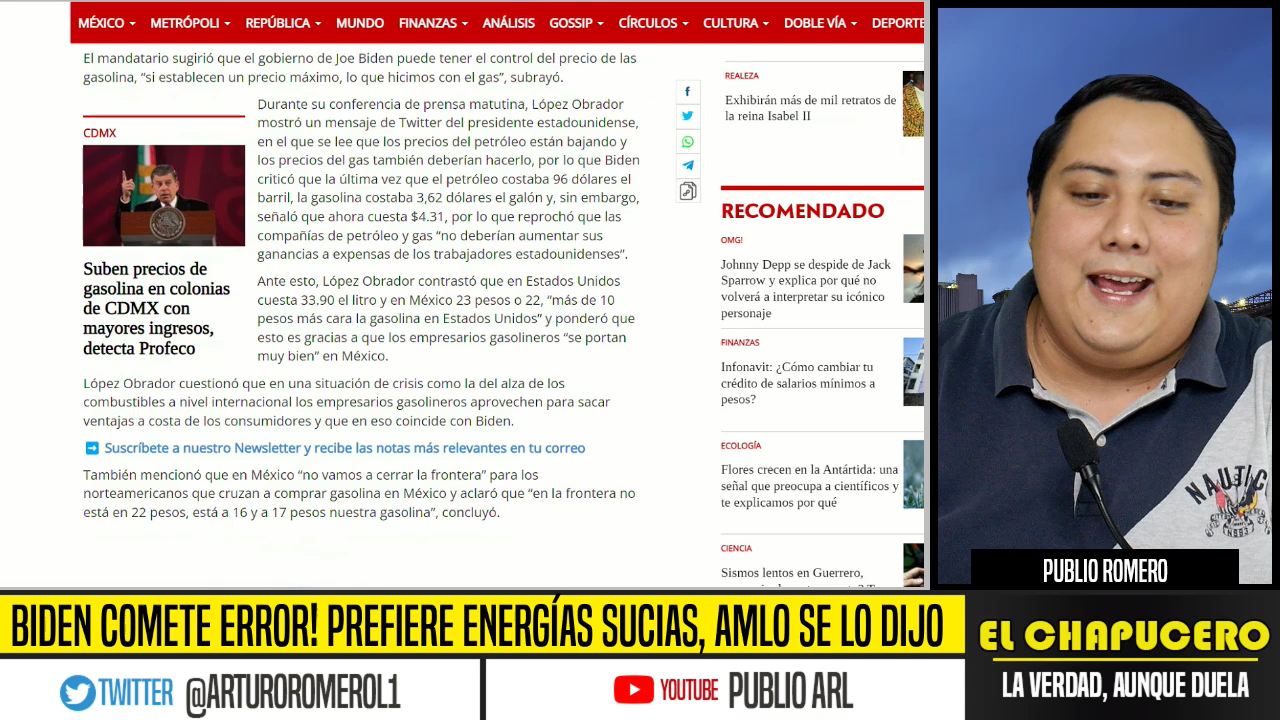 MÉXICO METRÓPOLI REPÚBLICA MUNDO FINANZAS ANÁLISIS GOSSIP CÍRCULOS CULTURA DOBLE VÍA DEPORTE
El mandatario sugirió que el gobierno de Joe Biden puede tener el control del precio de las
gasolina, “si establecen un precio máximo, lo que hicimos con el gas”, subrayó.
CDMX
Suben precios de
gasolina en colonias
de CDMX con
mayores ingresos,
detecta Profeco
Durante su conferencia de prensa matutina, López Obrador
mostró un mensaje de Twitter del presidente estadounidense,
en el que se lee que los precios del petróleo están bajando y
los precios del gas también deberían hacerlo, por lo que Biden
criticó que la última vez que el petróleo costaba 96 dólares el
barril, la gasolina costaba 3,62 dólares el galón y, sin embargo,
señaló que ahora cuesta $4.31, por lo que reprochó que las
compañías de petróleo y gas “no deberían aumentar sus
ganancias a expensas de los trabajadores estadounidenses”.
Ante esto, López Obrador contrastó que en Estados Unidos
cuesta 33.90 el litro y en México 23 pesos o 22, “más de 10
pesos más cara la gasolina en Estados Unidos” y ponderó que
esto es gracias a que los empresarios gasolineros “se portan
muy bien” en México.
López Obrador cuestionó que en una situación de crisis como la del alza de los
combustibles a nivel internacional los empresarios gasolineros aprovechen para sacar
ventajas a costa de los consumidores y que en eso coincide con Biden.
Suscríbete a nuestro Newsletter y recibe las notas más relevantes en tu correo
También mencionó que en México “no vamos a cerrar la frontera” para los
norteamericanos que cruzan a comprar gasolina en México y aclaró que “en la frontera no
está en 22 pesos, está a 16 y a 17 pesos nuestra gasolina”, concluyó.
REALEZA
Exhibirán más de mil retratos de
la reina Isabel II
RECOMENDADO
OMG!
Johnny Depp se despide de Jack
Sparrow y explica por qué no
volverá a interpretar su icónico
personaje
FINANZAS
Infonavit: ¿Cómo cambiar tu
crédito de salarios mínimos a
pesos?
ECOLOGÍA
Flores crecen en la Antártida: una
señal que preocupa a científicos y
te explicamos por qué
CIENCIA
Sismos lentos en Guerrero,
NAUTICA
PUBLIO ROMERO
BIDEN COMETE ERROR! PREFIERE ENERGÍAS SUCIAS, AMLO SE LO DIJO
EL CHAPUCERO
LA VERDAD, AUNQUE DUELA
TWITTER @ARTUROROMEROL1
YOUTUBE PUBLIO ARL